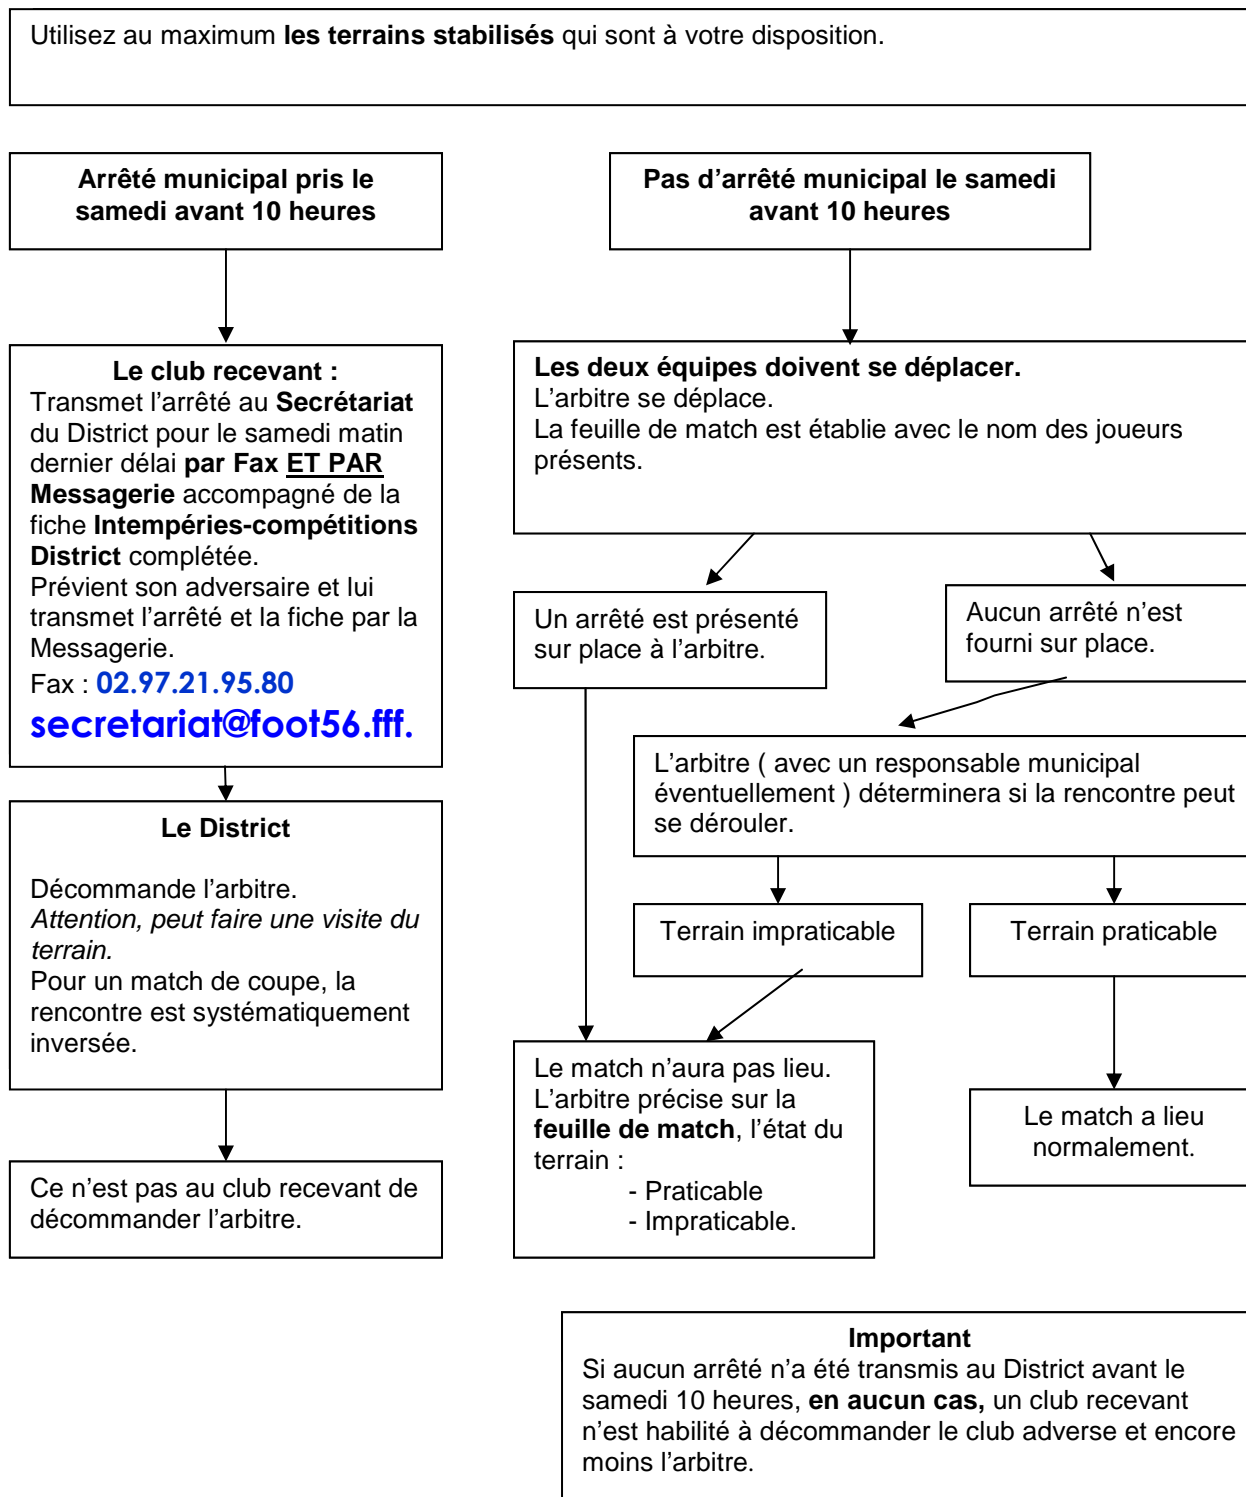 Utilisez au maximum les terrains stabilisés qui sont à votre disposition.
Arrêté municipal pris le
samedi avant 10 heures
Pas d’arrêté municipal le samedi
avant 10 heures
Le club recevant :
Transmet l’arrêté au Secrétariat
du District pour le samedi matin
dernier délai par Fax ET PAR
Messagerie accompagné de la
fiche Intempéries-compétitions
District complétée.
Prévient son adversaire et lui
transmet l’arrêté et la fiche par la
Messagerie.
Fax : 02.97.21.95.80
secretariat@foot56.fff.
Les deux équipes doivent se déplacer.
L’arbitre se déplace.
La feuille de match est établie avec le nom des joueurs
présents.
Un arrêté est présenté
sur place à l’arbitre.
Aucun arrêté n’est
fourni sur place.
L’arbitre ( avec un responsable municipal
éventuellement ) déterminera si la rencontre peut
se dérouler.
Le District
Décommande l’arbitre.
Attention, peut faire une visite du
terrain.
Pour un match de coupe, la
rencontre est systématiquement
inversée.
Terrain impraticable
Terrain praticable
Le match n’aura pas lieu.
L’arbitre précise sur la
feuille de match, l’état du
terrain :
- Praticable
- Impraticable.
Le match a lieu
normalement.
Ce n’est pas au club recevant de
décommander l’arbitre.
Important
Si aucun arrêté n’a été transmis au District avant le
samedi 10 heures, en aucun cas, un club recevant
n’est habilité à décommander le club adverse et encore
moins l’arbitre.